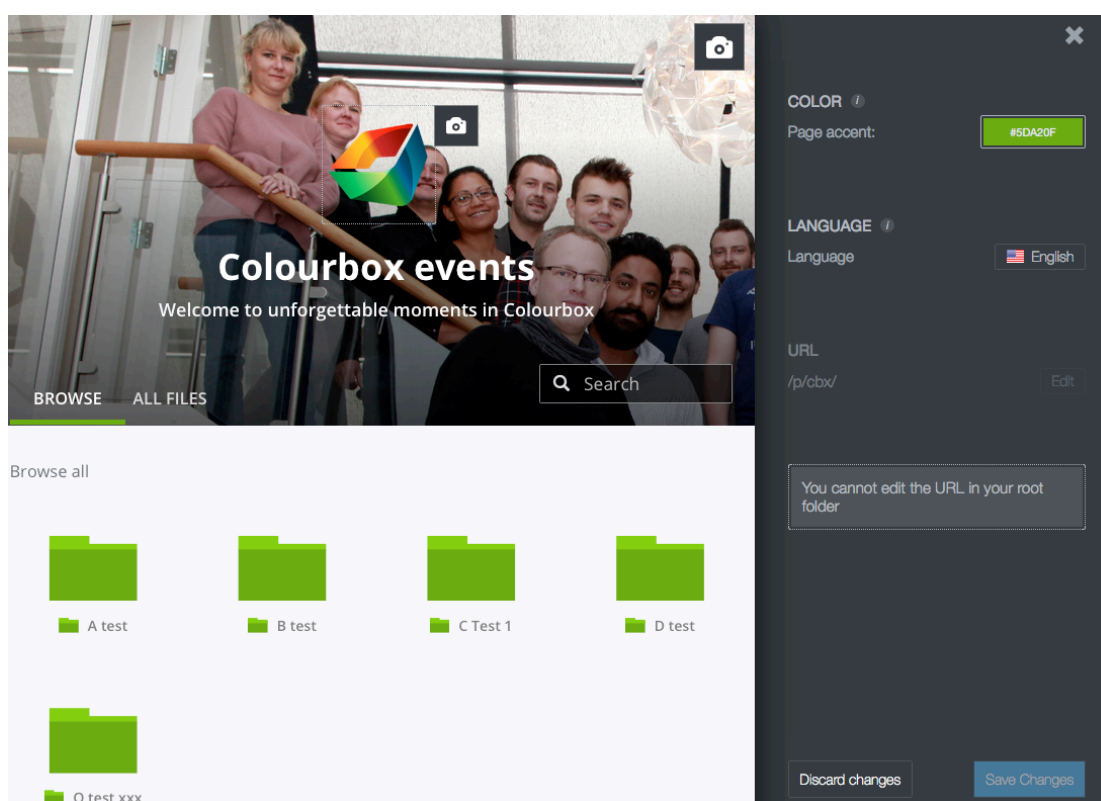 Colourbox events
Welcome to unforgettable moments in Colourbox
Search
BROWSE ALL FILES
Browse all
A test
B test
C Test 1
D test
test xxx
COLOR
Page accent: #5DA20F
LANGUAGE
Language English
URL
/p/cbx/ Edit
You cannot edit the URL in your root
folder
Discard changes Save Changes